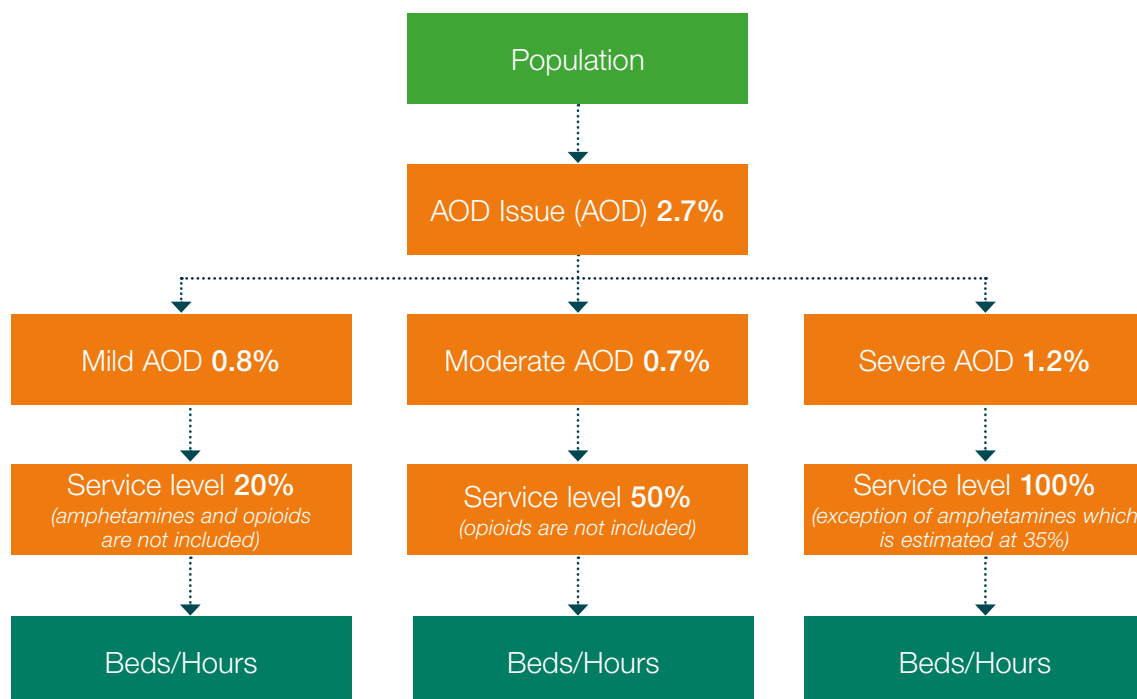 Population
AOD Issue (AOD) 2.7%
Mild AOD 0.8%
Moderate AOD 0.7%
Severe AOD 1.2%
Service level 20%
(amphetamines and opioids
are not included)
Service level 50%
(opioids are not included)
Service level 100%
(exception of amphetamines which
is estimated at 35%)
Beds/Hours
Beds/Hours
Beds/Hours